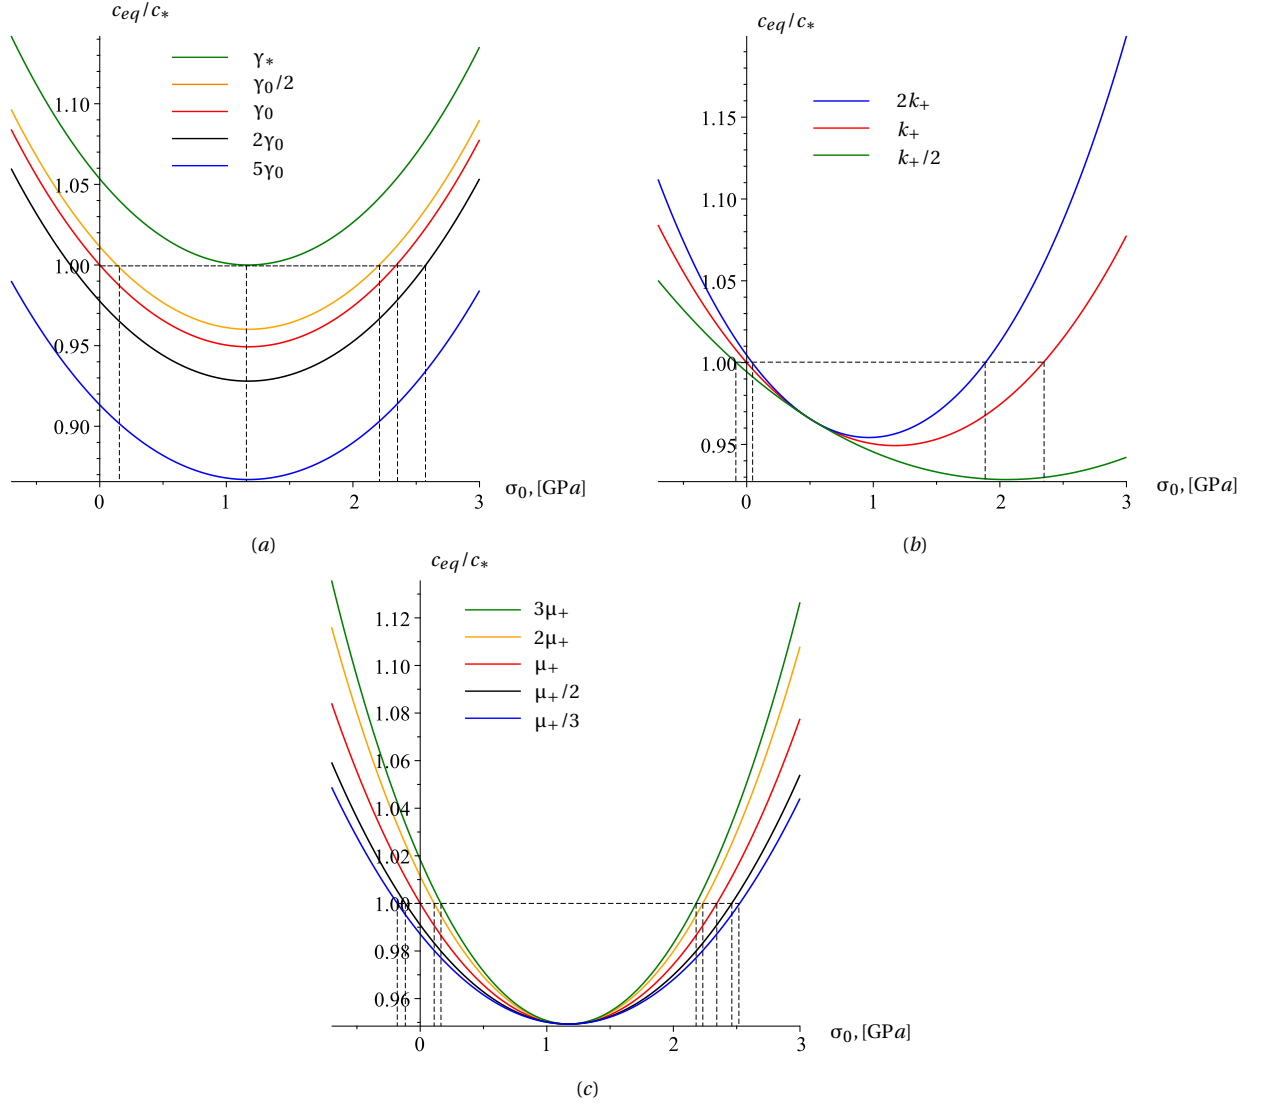 c_eq/c_*
γ_*
γ_0/2
γ_0
2γ_0
5γ_0
1.10
1.05
1.00
0.95
0.90
0 1 2 3
σ_0, [GPa]
(a)
c_eq/c_*
2k_+
k_+
k_+/2
1.15
1.10
1.05
1.00
0.95
0 1 2 3
σ_0, [GPa]
(b)
c_eq/c_*
3μ_+
2μ_+
μ_+
μ_+/2
μ_+/3
1.12
1.10
1.08
1.06
1.04
1.02
1.00
0.98
0.96
0 1 2 3
σ_0, [GPa]
(c)